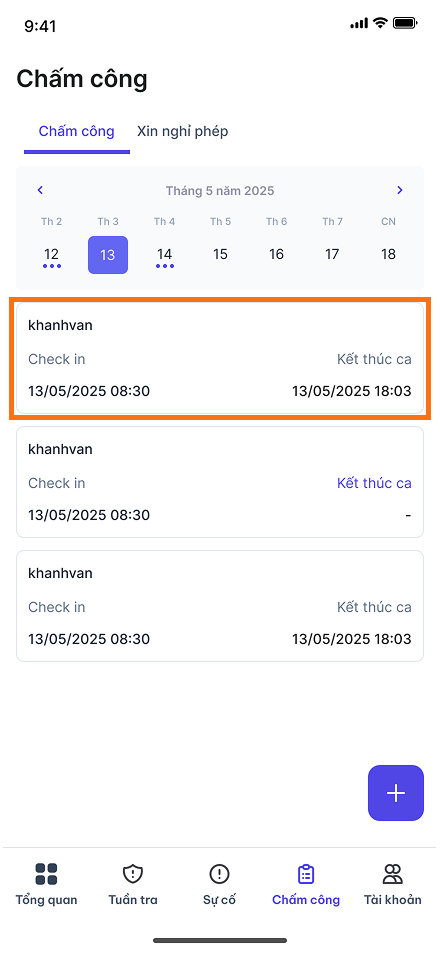 9:41
Chấm công
Chấm công Xin nghỉ phép
Tháng 5 năm 2025
Th 2 Th 3 Th 4 Th 5 Th 6 Th 7 CN
12 13 14 15 16 17 18
khanhvan
Check in Kết thúc ca
13/05/2025 08:30 13/05/2025 18:03
khanhvan
Check in Kết thúc ca
13/05/2025 08:30 -
khanhvan
Check in Kết thúc ca
13/05/2025 08:30 13/05/2025 18:03
Tổng quan Tuần tra Sự cố Chấm công Tài khoản